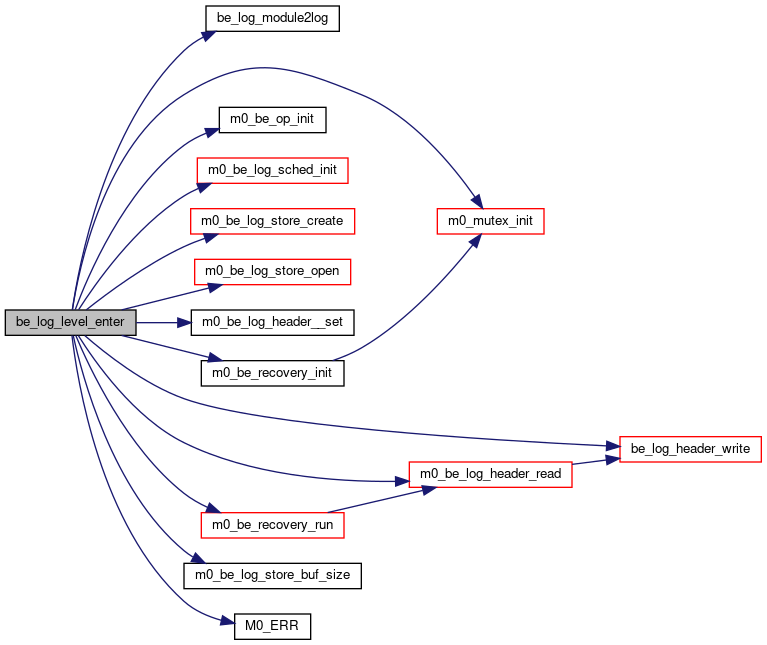 be_log_module2log
m0_be_op_init
m0_be_log_sched_init
m0_be_log_store_create
m0_mutex_init
m0_be_log_store_open
be_log_level_enter
m0_be_log_header__set
m0_be_recovery_init
be_log_header_write
m0_be_log_header_read
m0_be_recovery_run
m0_be_log_store_buf_size
M0_ERR